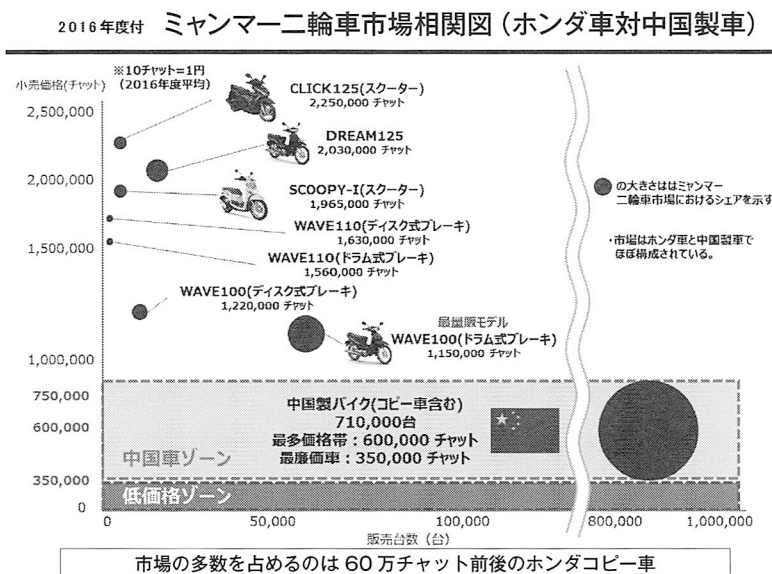 2016年度付 ミャンマー二輪車市場相関図(ホンダ車対中国製車)
小売価格(チャット)
※10チャット=1円
(2016年度平均)
CLICK125(スクーター)
2,250,000 チャット
2,500,000
DREAM125
2,030,000 チャット
2,000,000
SCOOPY-I(スクーター)
1,965,000 チャット
●の大きさははミャンマー
二輪車市場におけるシェアを示す
WAVE110(ディスク式ブレーキ)
1,630,000 チャット
・市場はホンダ車と中国製車で
ほぼ構成されている。
1,500,000
WAVE110(ドラム式ブレーキ)
1,560,000 チャット
WAVE100(ディスク式ブレーキ)
1,220,000 チャット
最量販モデル
WAVE100(ドラム式ブレーキ)
1,150,000 チャット
1,000,000
750,000
中国製バイク(コピー車含む)
710,000台
600,000
最多価格帯:600,000 チャット
最廉価車:350,000 チャット
中国車ゾーン
350,000
低価格ゾーン
0
0 50,000 100,000 800,000 1,000,000
販売台数(台)
市場の多数を占めるのは60万チャット前後のホンダコピー車